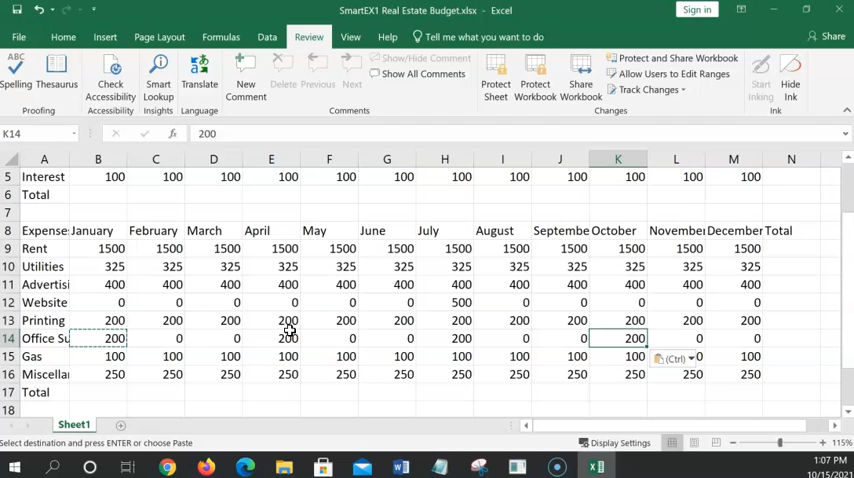 SmartEX1 Real Estate Budget.xlsx - Excel
Sign in
File Home Insert Page Layout Formulas Data Review View Help Tell me what you want to do Share
ABC
Spelling Thesaurus
Proofing
Check Accessibility
Accessibility
Smart Lookup
Insights
Translate
Language
New Comment Delete Previous Next
Show/Hide Comment
Show All Comments
Comments
Protect Sheet Protect Workbook Share Workbook
Protect and Share Workbook
Allow Users to Edit Ranges
Track Changes
Changes
Start Inking Hide Ink
Ink
K14 fx 200
A B C D E F G H I J K L M N
5 Interest 100 100 100 100 100 100 100 100 100 100 100 100
6 Total
7
8 Expense January February March April May June July August Septembe October November December Total
9 Rent 1500 1500 1500 1500 1500 1500 1500 1500 1500 1500 1500 1500
10 Utilities 325 325 325 325 325 325 325 325 325 325 325 325
11 Advertisi 400 400 400 400 400 400 400 400 400 400 400 400
12 Website 0 0 0 0 0 0 500 0 0 0 0 0
13 Printing 200 200 200 200 200 200 200 200 200 200 200 200
14 Office Su 200 0 0 200 0 0 200 0 0 200 0 0
15 Gas 100 100 100 100 100 100 100 100 100 100 (Ctrl) 0 100
16 Miscellar 250 250 250 250 250 250 250 250 250 250 250 250
17 Total
18
Sheet1
Select destination and press ENTER or choose Paste
Display Settings
115%
1:07 PM
10/15/2021